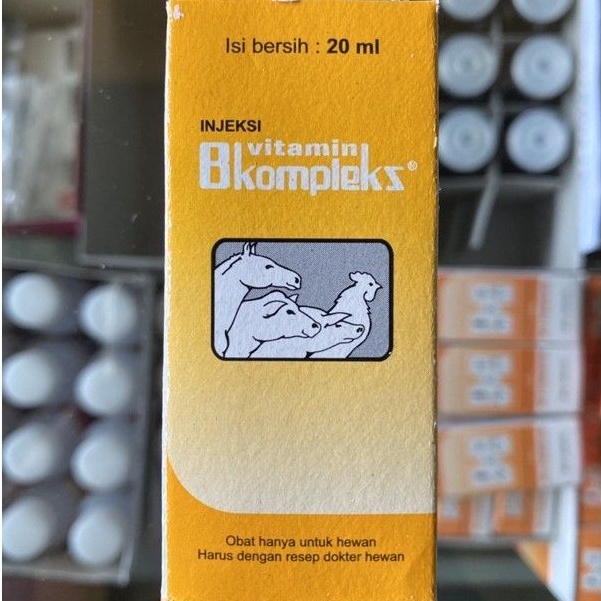 Isi bersih : 20 ml
INJEKSI
vitamin
Bkompleks®
Obat hanya untuk hewan
Harus dengan resep dokter hewan